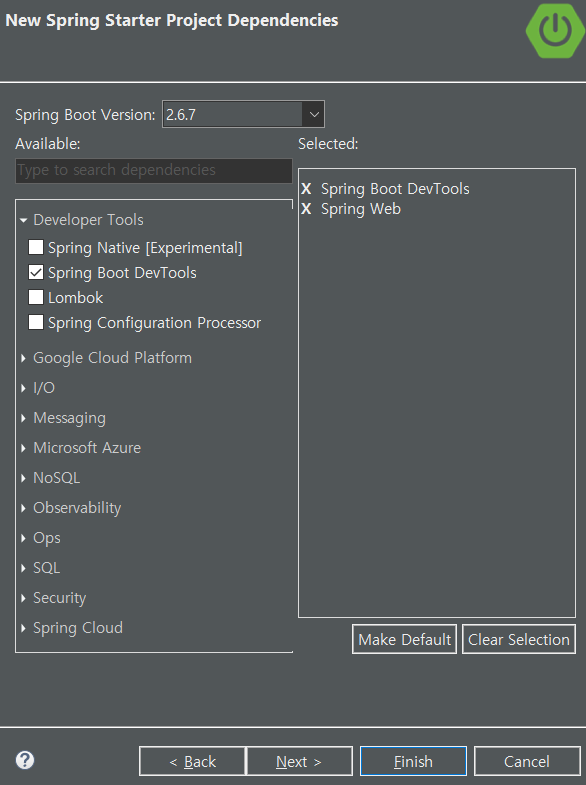 New Spring Starter Project Dependencies
Spring Boot Version: 2.6.7
Available:
Selected:
Type to search dependencies
X Spring Boot DevTools
X Spring Web
Developer Tools
Spring Native [Experimental]
Spring Boot DevTools
Lombok
Spring Configuration Processor
Google Cloud Platform
I/O
Messaging
Microsoft Azure
NoSQL
Observability
Ops
SQL
Security
Spring Cloud
Make Default
Clear Selection
?
< Back
Next >
Finish
Cancel